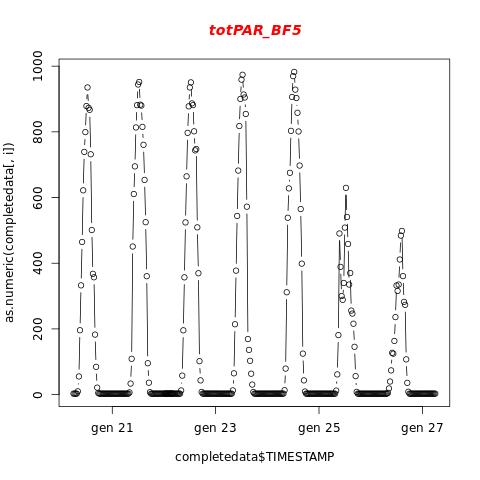 totPAR_BF5
as.numeric(completedata[, i])
1000
800
600
400
200
0
gen 21
gen 23
gen 25
gen 27
completedata$TIMESTAMP